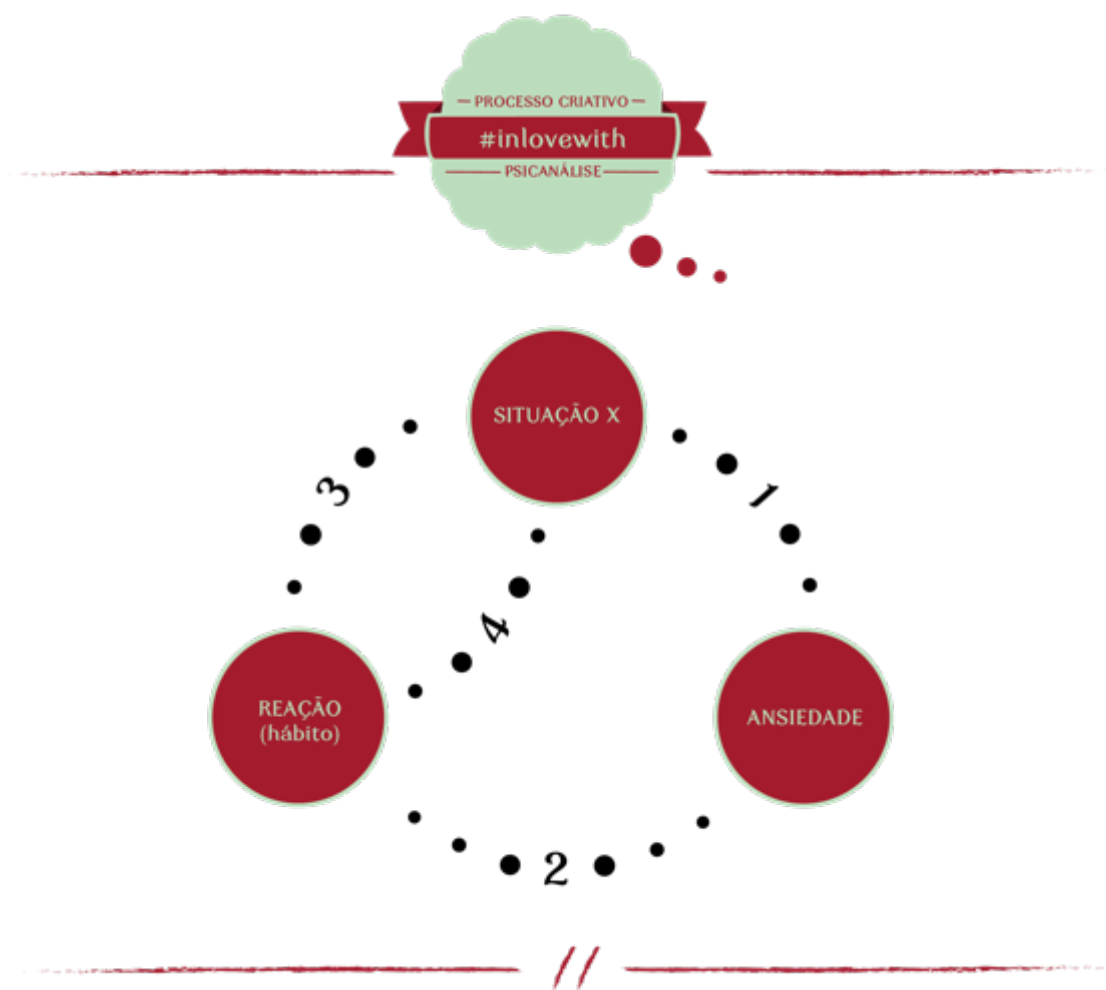 PROCESSO CRIATIVO
#inlovewith
PSICANÁLISE
SITUAÇÃO X
3
1
4
REAÇÃO
(hábito)
ANSIEDADE
2